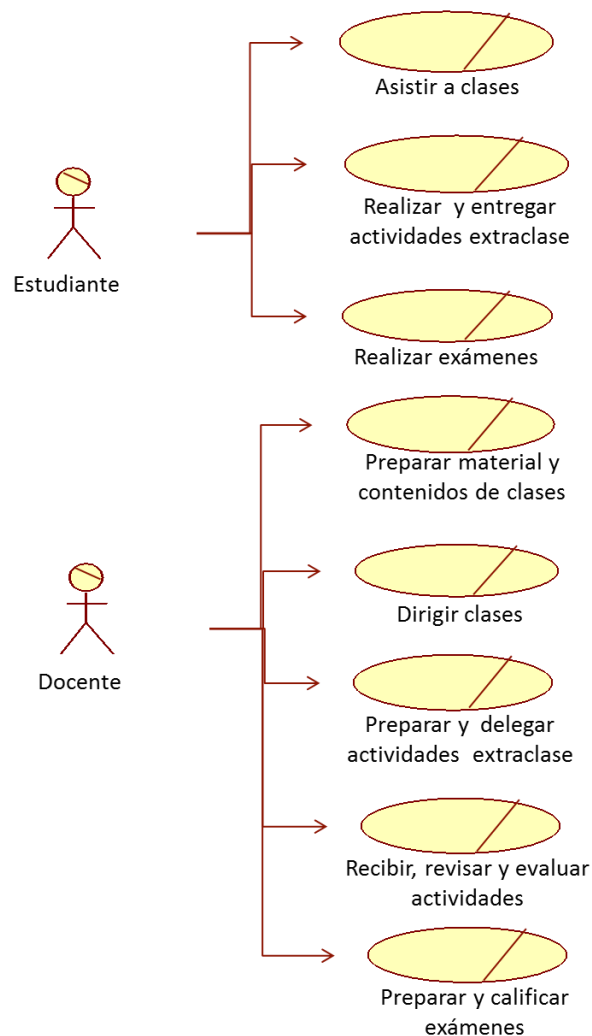 Asistir a clases
Realizar y entregar
actividades extraclase
Estudiante
Realizar exámenes
Preparar material y
contenidos de clases
Dirigir clases
Docente
Preparar y delegar
actividades extraclase
Recibir, revisar y evaluar
actividades
Preparar y calificar
exámenes